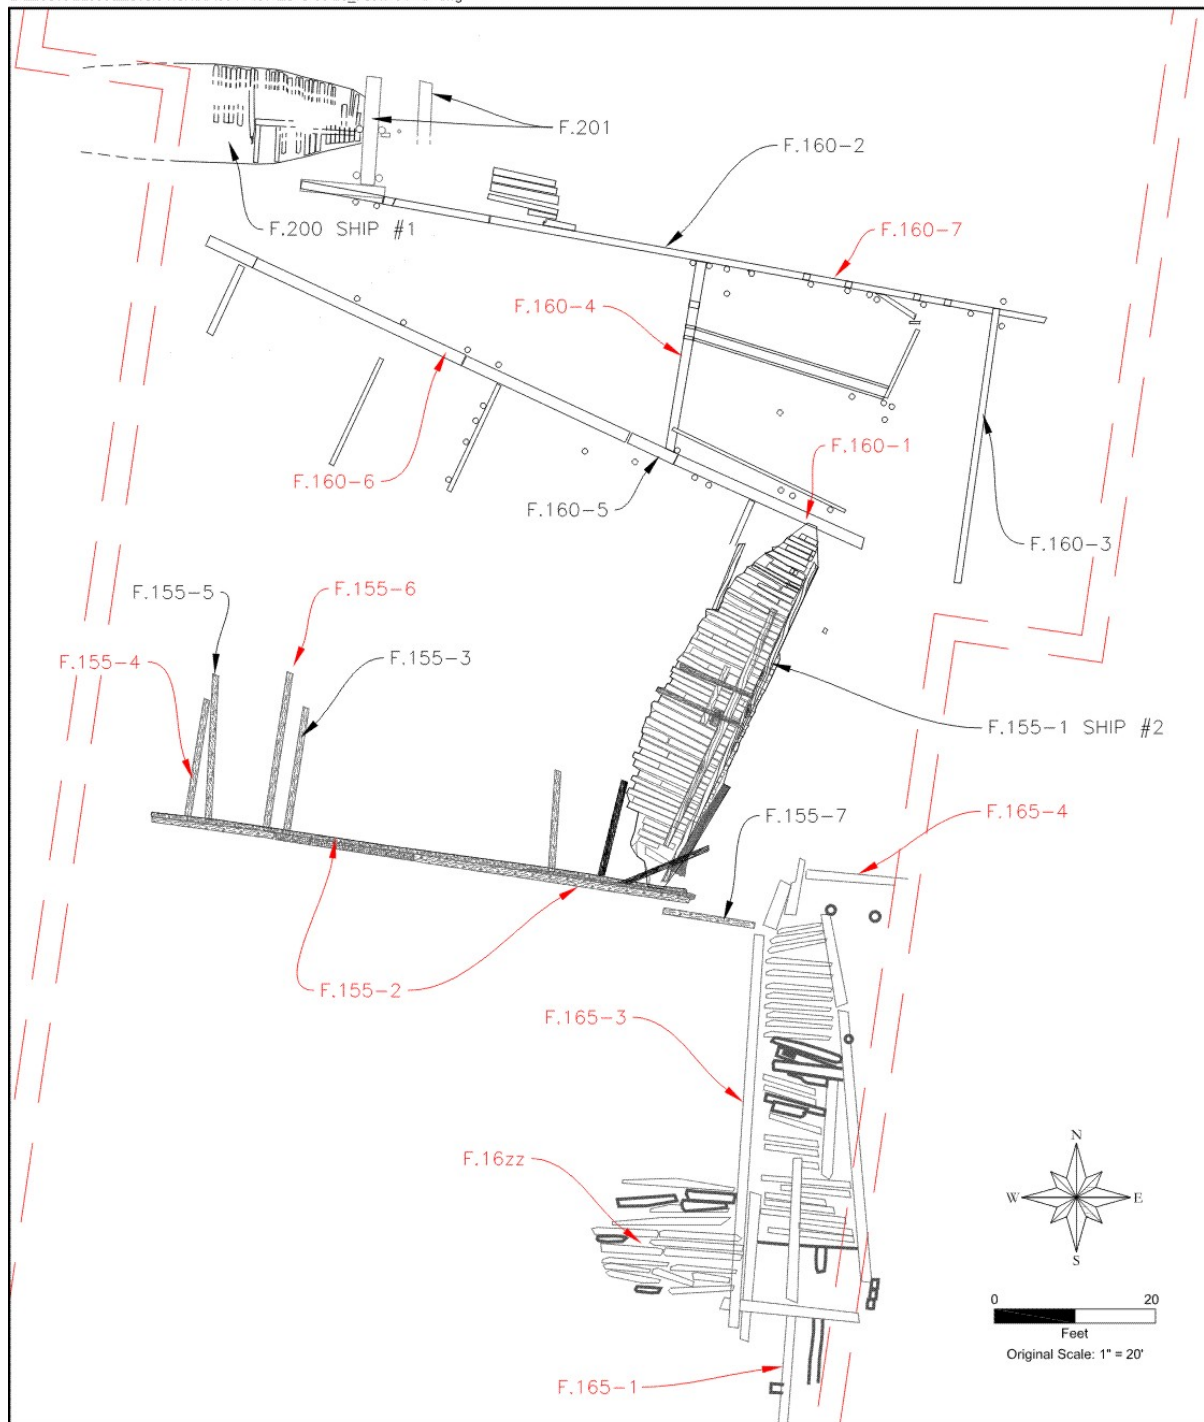 F.201
F.160-2
F.200 SHIP #1
F.160-7
F.160-4
F.160-1
F.160-6
F.160-5
F.160-3
F.155-5
F.155-6
F.155-4
F.155-3
F.155-1 SHIP #2
F.165-4
F.155-7
F.155-2
F.165-3
F.16zz
N
W E
S
0 20
Feet
Original Scale: 1" = 20'
F.165-1